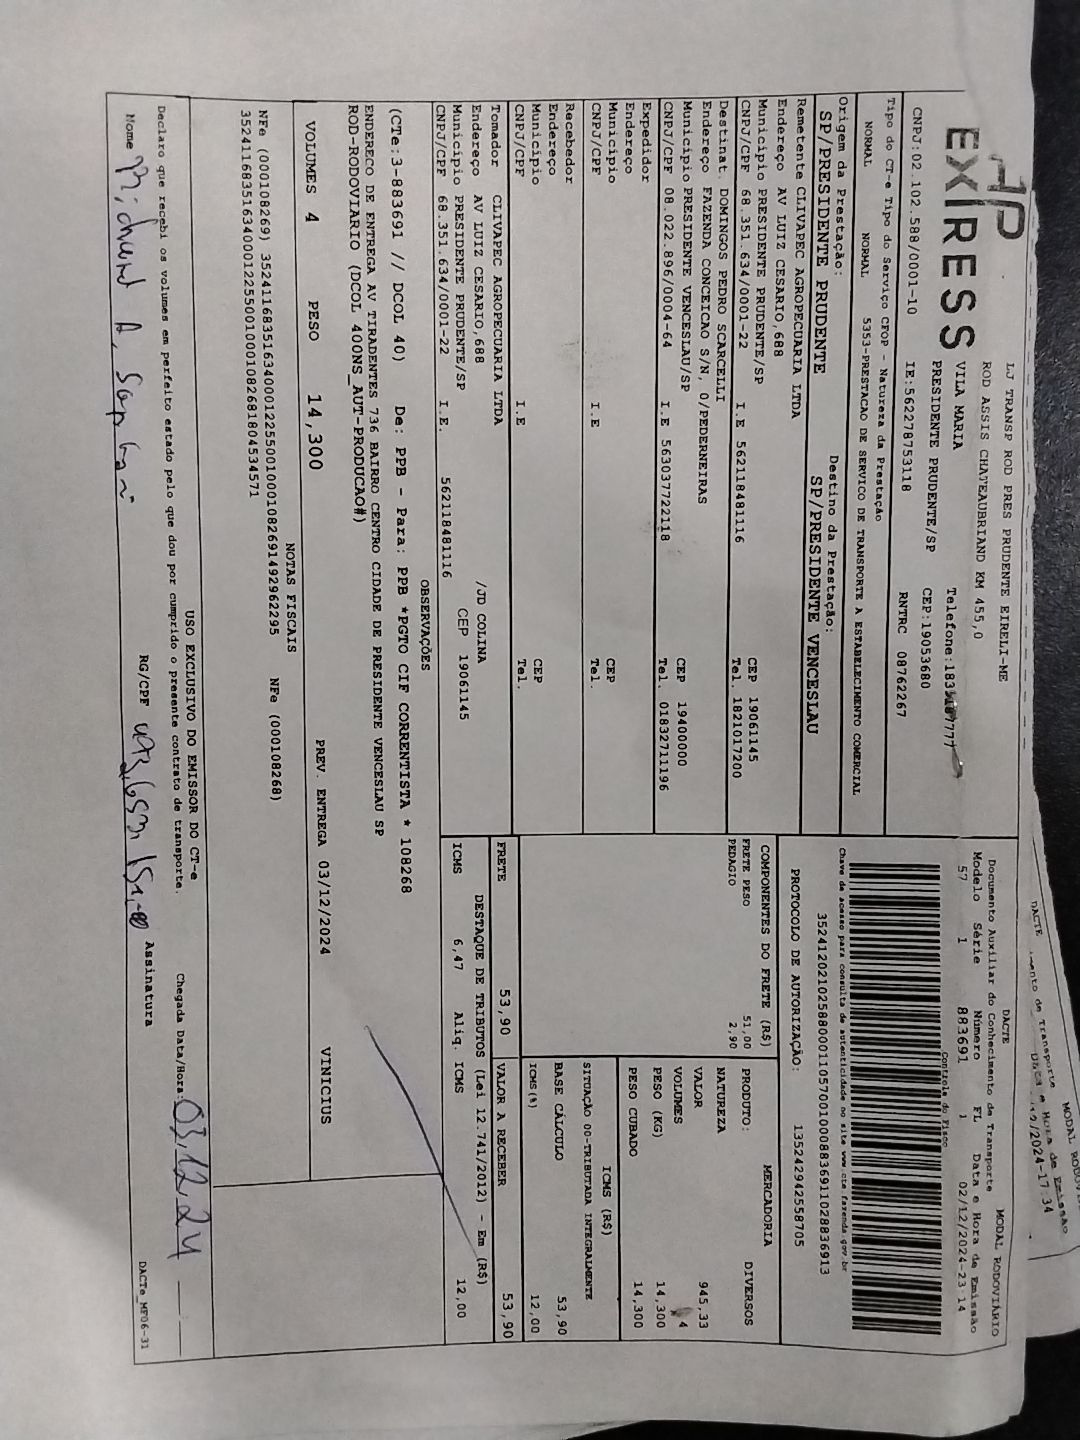 JP
EXPRESS
LJ TRANSP ROD PRES PRUDENTE EIRELI-ME
ROD ASSIS CHATEAUBRIAND KM 455,0
VILA MARIA
PRESIDENTE PRUDENTE/SP
CEP:19053680
CNPJ:02.102.588/0001-10
IE:562278753118
RNTRC 08762267
DACTE
MODAL RODOVIÁRIO
Documento Auxiliar do Conhecimento de Transporte
Modelo Série Número FL Data e Hora de Emissão
57 1 883691 1 02/12/2024-23 14
Controle do Fisco
Tipo do CT-e Tipo do Serviço CFOP - Natureza da Prestação
NORMAL NORMAL 5353-PRESTACAO DE SERVICO DE TRANSPORTE A ESTABELECIMENTO COMERCIAL
Chave de acesso para consulta de autenticidade no site www.cte.fazenda.gov.br
35241202102588000110570010008836911028836913
PROTOCOLO DE AUTORIZAÇÃO: 135242942558705
Origem da Prestação: Destino da Prestação:
SP/PRESIDENTE PRUDENTE SP/PRESIDENTE VENCESLAU
Remetente CLIVAPEC AGROPECUARIA LTDA
Endereço AV LUIZ CESARIO,688
Município PRESIDENTE PRUDENTE/SP CEP 19061145
CNPJ/CPF 68.351.634/0001-22 I.E 562118481116 Tel. 1821017200
Destinat. DOMINGOS PEDRO SCARCELLI
Endereço FAZENDA CONCEICAO S/N, 0/PEDERNEIRAS
Município PRESIDENTE VENCESLAU/SP CEP 19400000
CNPJ/CPF 08.022.896/0004-64 I.E 563037722118 Tel. 01832711196
Expedidor
Endereço
Município CEP
CNPJ/CPF I.E Tel.
Recebedor
Endereço
Município CEP
CNPJ/CPF I.E Tel.
Tomador CLIVAPEC AGROPECUARIA LTDA
Endereço AV LUIZ CESARIO,688 /JD COLINA
Município PRESIDENTE PRUDENTE/SP CEP 19061145
CNPJ/CPF 68.351.634/0001-22 I.E. 562118481116
COMPONENTES DO FRETE (R$)
FRETE PESO 51,00
PEDAGIO 2,90
MERCADORIA
PRODUTO: DIVERSOS
NATUREZA
VALOR 945,33
VOLUMES 4
PESO (KG) 14,300
PESO CUBADO 14,300
ICMS (R$)
SITUAÇÃO 00-TRIBUTADA INTEGRALMENTE
BASE CÁLCULO 53,90
ICMS(%) 12,00
FRETE 53,90 VALOR A RECEBER 53,90
DESTAQUE DE TRIBUTOS (Lei 12.741/2012) - Em (R$)
ICMS 6,47 Aliq. ICMS 12,00
OBSERVAÇÕES
(CTe:3-883691 // DCOL 40) De: PPB - Para: PPB *PGTO CIF CORRENTISTA * 108268
ENDERECO DE ENTREGA AV TIRADENTES 736 BAIRRO CENTRO CIDADE DE PRESIDENTE VENCESLAU SP
ROD-RODOVIARIO (DCOL 400NS_AUT-PRODUCAO#)
VOLUMES 4 PESO 14,300 PREV. ENTREGA 03/12/2024 VINICIUS
NOTAS FISCAIS
NFe (000108269) 35241168351634000122550010001082691492962295 NFe (000108268)
35241168351634000122550010001082681804534571
USO EXCLUSIVO DO EMISSOR DO CT-e
Declaro que recebi os volumes em perfeito estado pelo que dou por cumprido o presente contrato de transporte. Chegada Data/Hora: 03,12,24
Nome RG/CPF Assinatura
DACTe_MF06-31